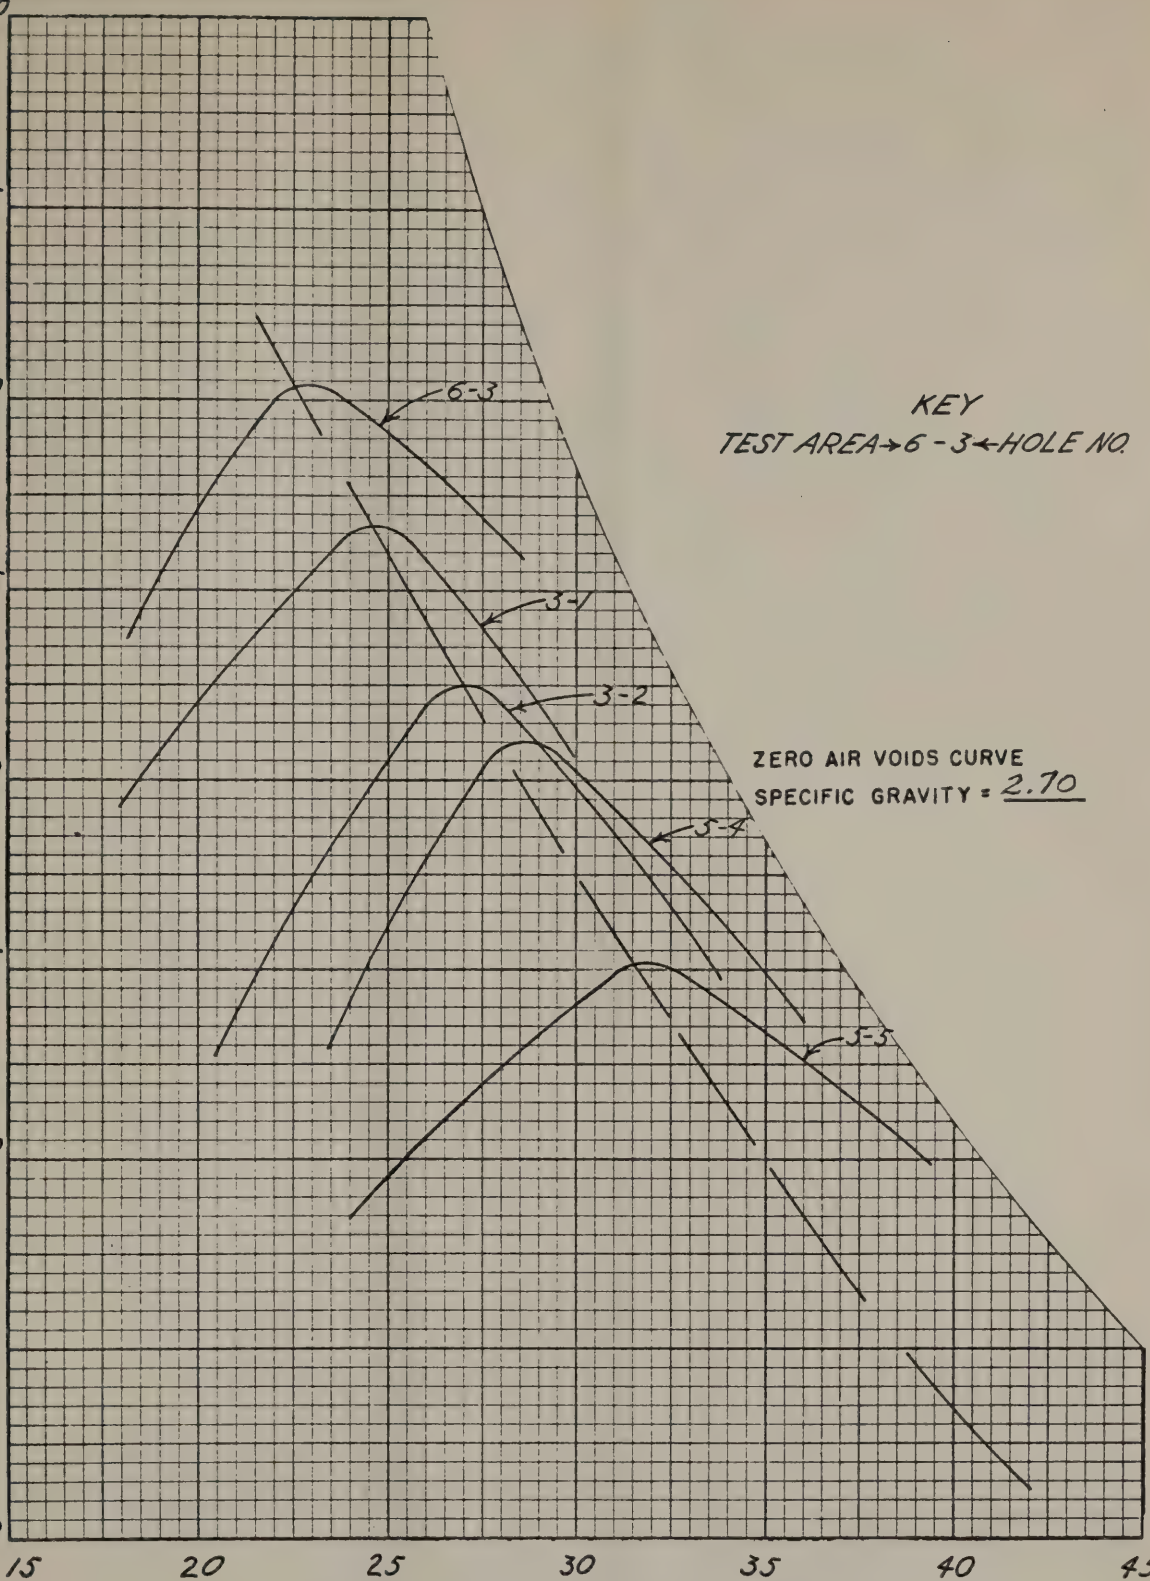 6-3
KEY
TEST AREA→6-3←HOLE NO.
3-1
3-2
ZERO AIR VOIDS CURVE
SPECIFIC GRAVITY = 2.70
5-4
5-5
15 20 25 30 35 40 45